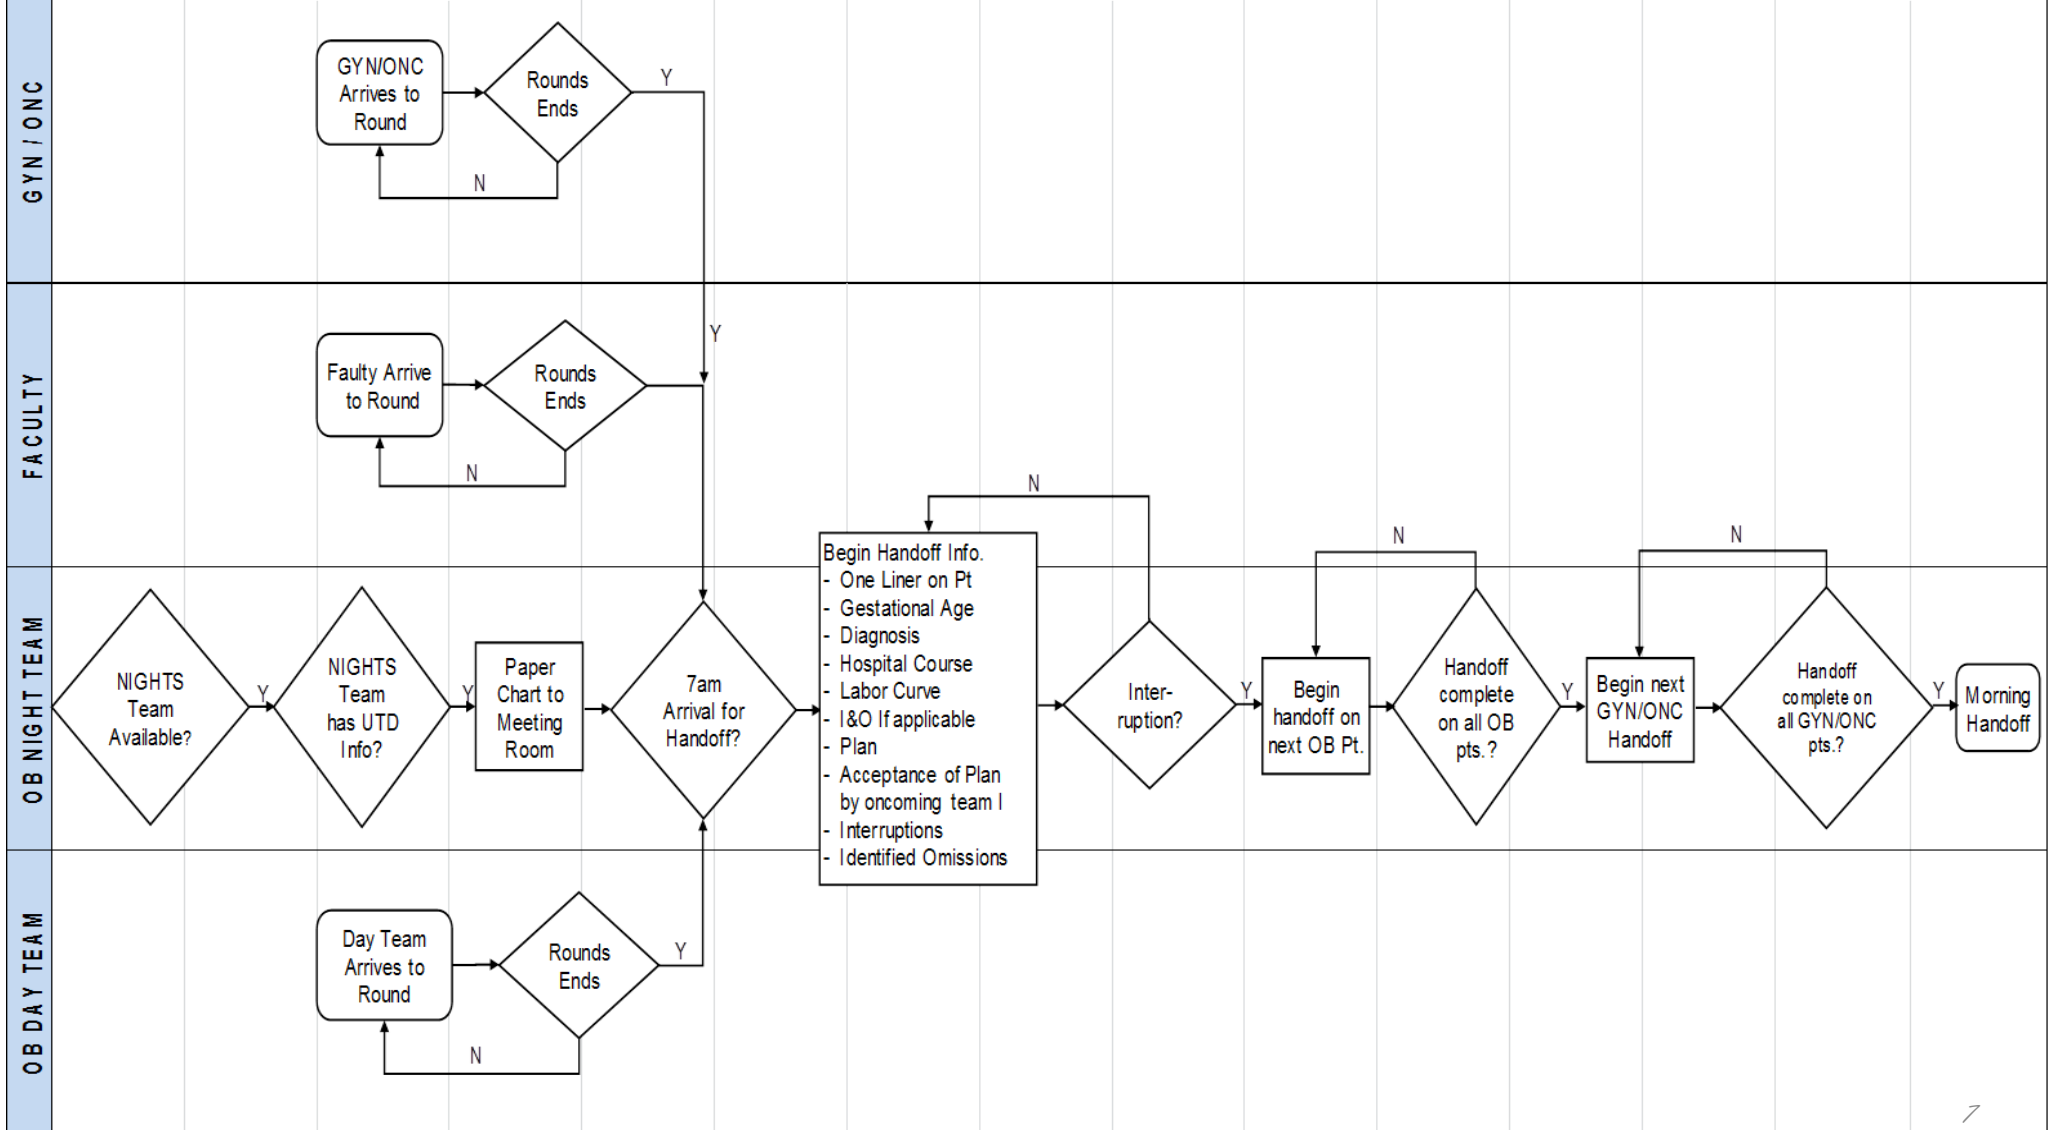 GYN/ONC
GYN/ONC
Arrives to
Round
Rounds
Ends
Y
N
FACULTY
Faulty Arrive
to Round
Rounds
Ends
Y
N
OB NIGHT TEAM
NIGHTS
Team
Available?
Y
NIGHTS
Team
has UTD
Info?
Y
Paper
Chart to
Meeting
Room
7am
Arrival for
Handoff?
Begin Handoff Info.
- One Liner on Pt
- Gestational Age
- Diagnosis
- Hospital Course
- Labor Curve
- I&O If applicable
- Plan
- Acceptance of Plan
by oncoming team I
- Interruptions
- Identified Omissions
N
Inter-
ruption?
Y
Begin
handoff on
next OB Pt.
N
Handoff
complete
on all OB
pts.?
Y
Begin next
GYN/ONC
Handoff
N
Handoff
complete on
all GYN/ONC
pts.?
Y
Morning
Handoff
OB DAY TEAM
Day Team
Arrives to
Round
Rounds
Ends
Y
N
7